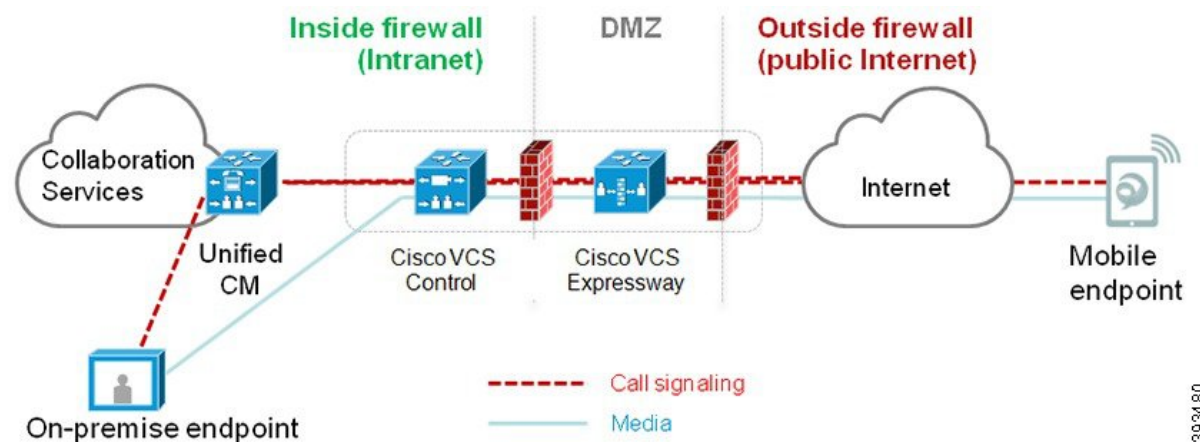 Inside firewall
(Intranet)
DMZ
Outside firewall
(public Internet)
Collaboration
Services
Unified
CM
Cisco VCS
Control
Cisco VCS
Expressway
Internet
Mobile
endpoint
On-premise endpoint
Call signaling
Media
393480